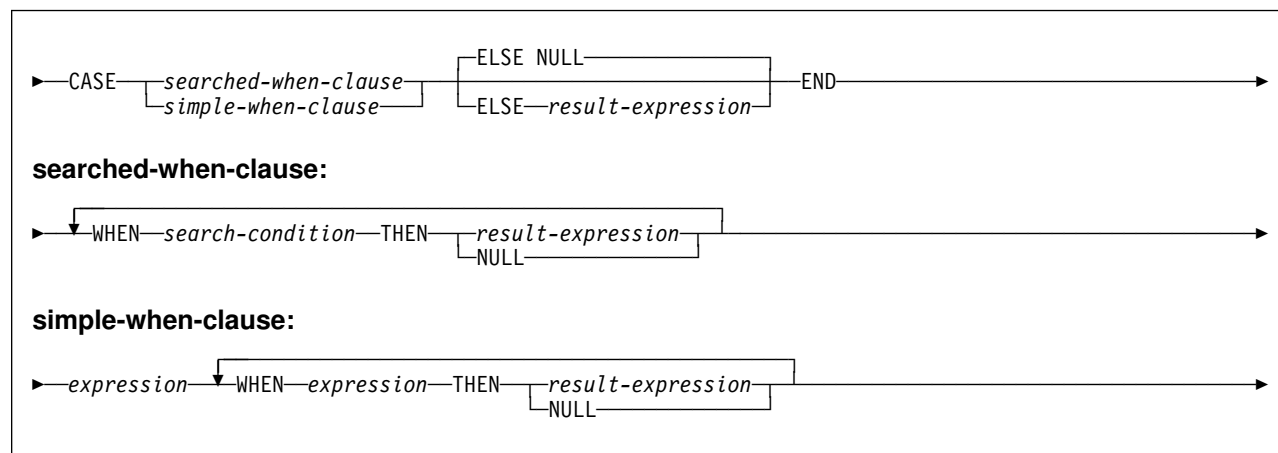 ELSE NULL
CASE searched-when-clause END
simple-when-clause ELSE result-expression
searched-when-clause:
WHEN search-condition THEN result-expression
NULL
simple-when-clause:
expression WHEN expression THEN result-expression
NULL